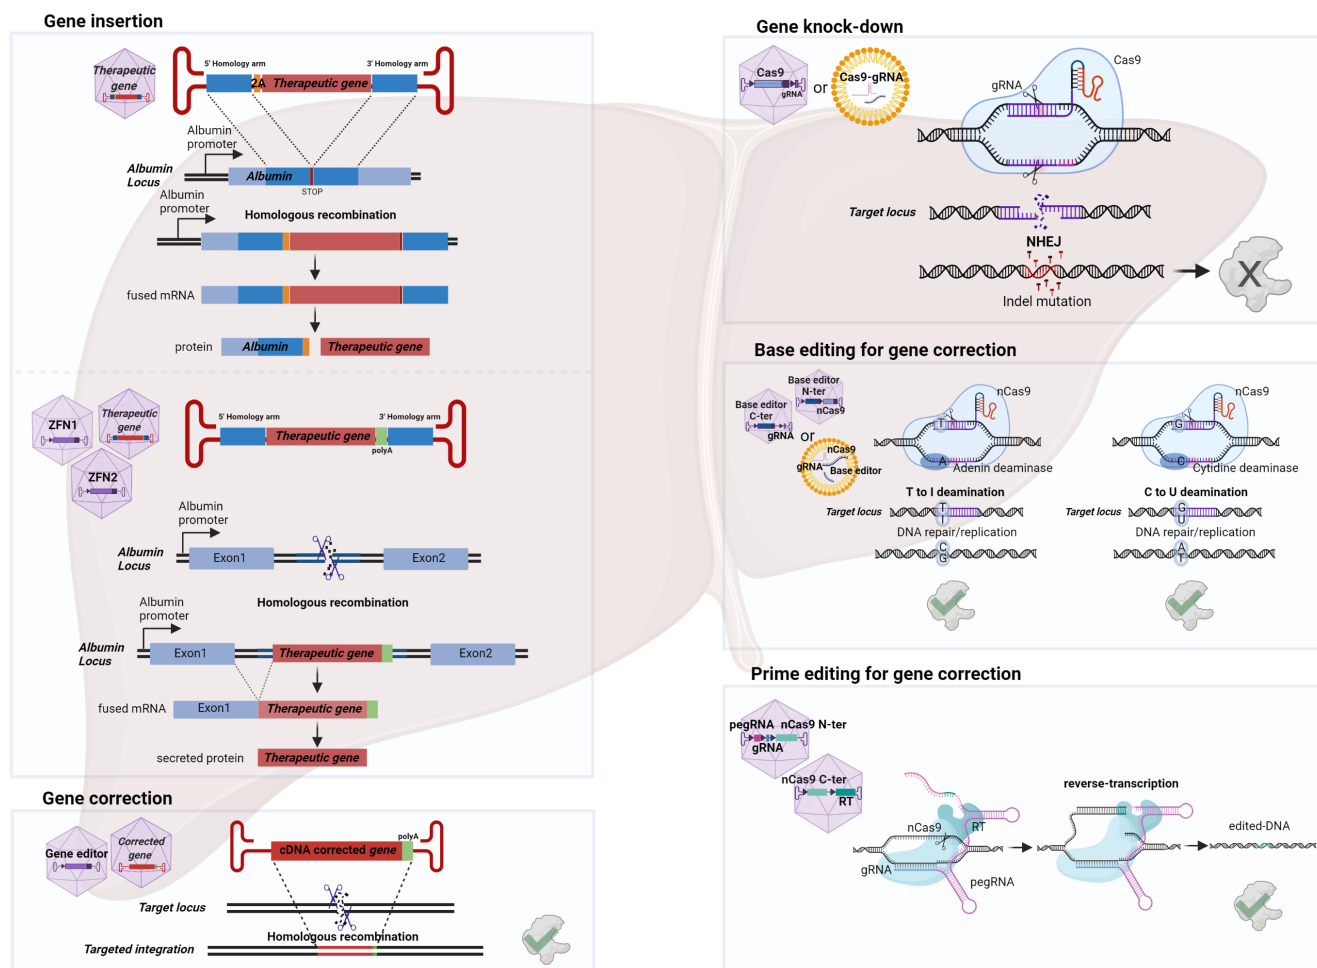 Gene insertion
Therapeutic
gene
5' Homology arm
3' Homology arm
2A
Therapeutic gene
Albumin
promoter
Albumin
Locus
Albumin
STOP
Albumin
promoter
Homologous recombination
fused mRNA
protein
Albumin
Therapeutic gene
ZFN1
Therapeutic
gene
ZFN2
5' Homology arm
3' Homology arm
Therapeutic gene
polyA
Albumin
promoter
Albumin
Locus
Exon1
Exon2
Homologous recombination
Albumin
promoter
Albumin
Locus
Exon1
Therapeutic gene
Exon2
fused mRNA
Exon1
Therapeutic gene
secreted protein
Therapeutic gene
Gene correction
Gene editor
Corrected
gene
polyA
cDNA corrected gene
Target locus
Homologous recombination
Targeted integration
Gene knock-down
Cas9
gRNA
or
Cas9-gRNA
gRNA
Cas9
Target locus
NHEJ
Indel mutation
X
Base editing for gene correction
Base editor
N-ter
nCas9
Base editor
C-ter
gRNA
or
nCas9
gRNA
Base editor
nCas9
T
A
Adenin deaminase
T to I deamination
Target locus
T
I
DNA repair/replication
C
G
nCas9
G
C
Cytidine deaminase
C to U deamination
Target locus
G
U
DNA repair/replication
A
T
Prime editing for gene correction
pegRNA
nCas9 N-ter
gRNA
nCas9 C-ter
RT
nCas9
RT
gRNA
pegRNA
reverse-transcription
edited-DNA